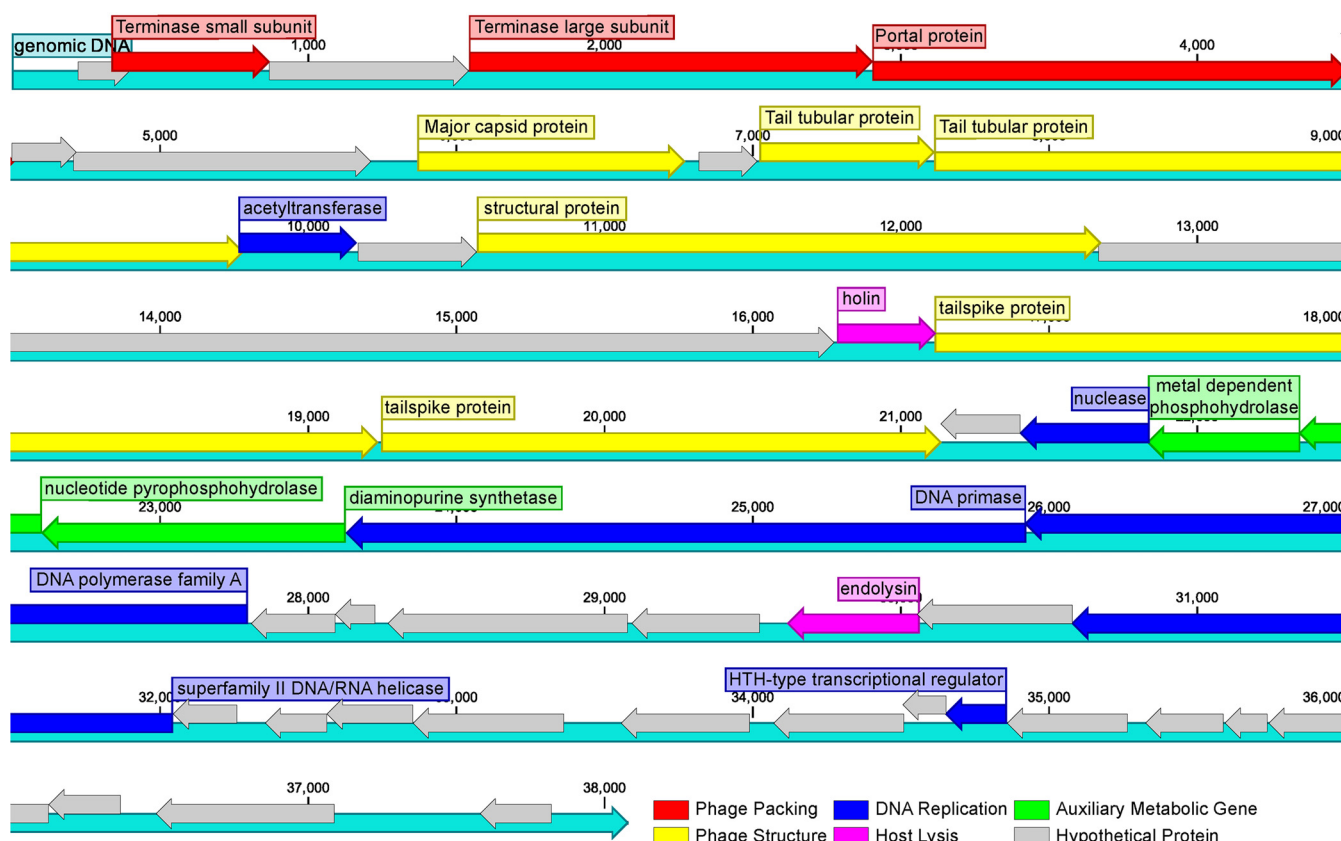 Terminase small subunit Terminase large subunit Portal protein
genomic DNA 1,000 2,000 4,000
Major capsid protein Tail tubular protein Tail tubular protein
5,000 7,000 9,000
acetyltransferase structural protein
10,000 11,000 12,000 13,000
holin tailspike protein
14,000 15,000 16,000 18,000
tailspike protein nuclease metal dependent
phosphohydrolase
19,000 20,000 21,000
nucleotide pyrophosphohydrolase diaminopurine synthetase DNA primase
23,000 25,000 26,000 27,000
DNA polymerase family A endolysin
28,000 29,000 31,000
superfamily II DNA/RNA helicase HTH-type transcriptional regulator
32,000 34,000 35,000 36,000
37,000 38,000
Phage Packing DNA Replication Auxiliary Metabolic Gene
Phage Structure Host Lysis Hypothetical Protein